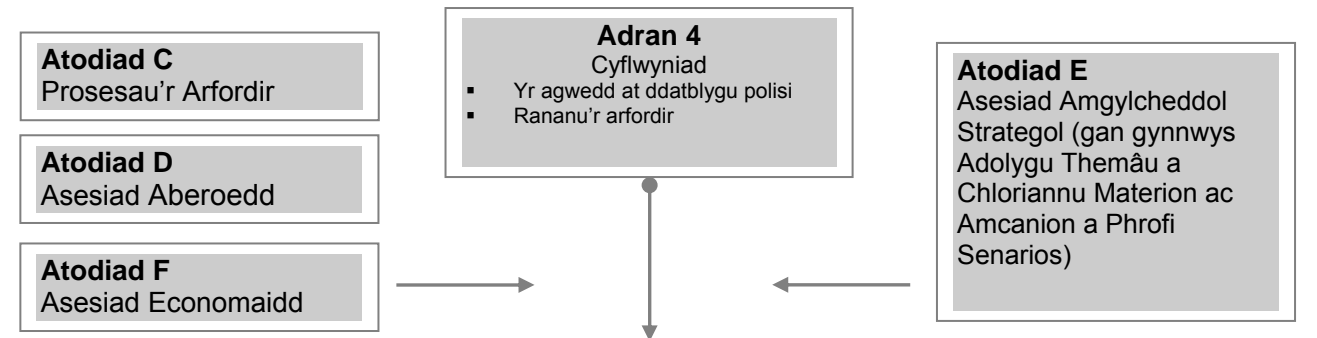 Atodiad C
Prosesau'r Arfordir
Atodiad D
Asesiad Aberoedd
Atodiad F
Asesiad Economaidd
Adran 4
Cyflwyniad
▪ Yr agwedd at ddatblygu polisi
▪ Rananu'r arfordir
Atodiad E
Asesiad Amgylcheddol
Strategol (gan gynnwys
Adolygu Themâu a
Chloriannu Materion ac
Amcanion a Phrofi
Senarios)